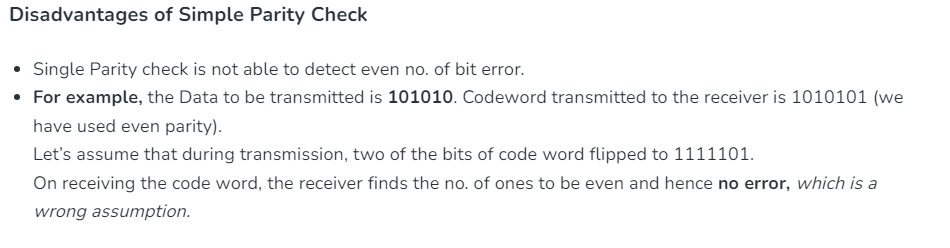 Disadvantages of Simple Parity Check
• Single Parity check is not able to detect even no. of bit error.
• For example, the Data to be transmitted is 101010. Codeword transmitted to the receiver is 1010101 (we
have used even parity).
Let's assume that during transmission, two of the bits of code word flipped to 1111101.
On receiving the code word, the receiver finds the no. of ones to be even and hence no error, which is a
wrong assumption.